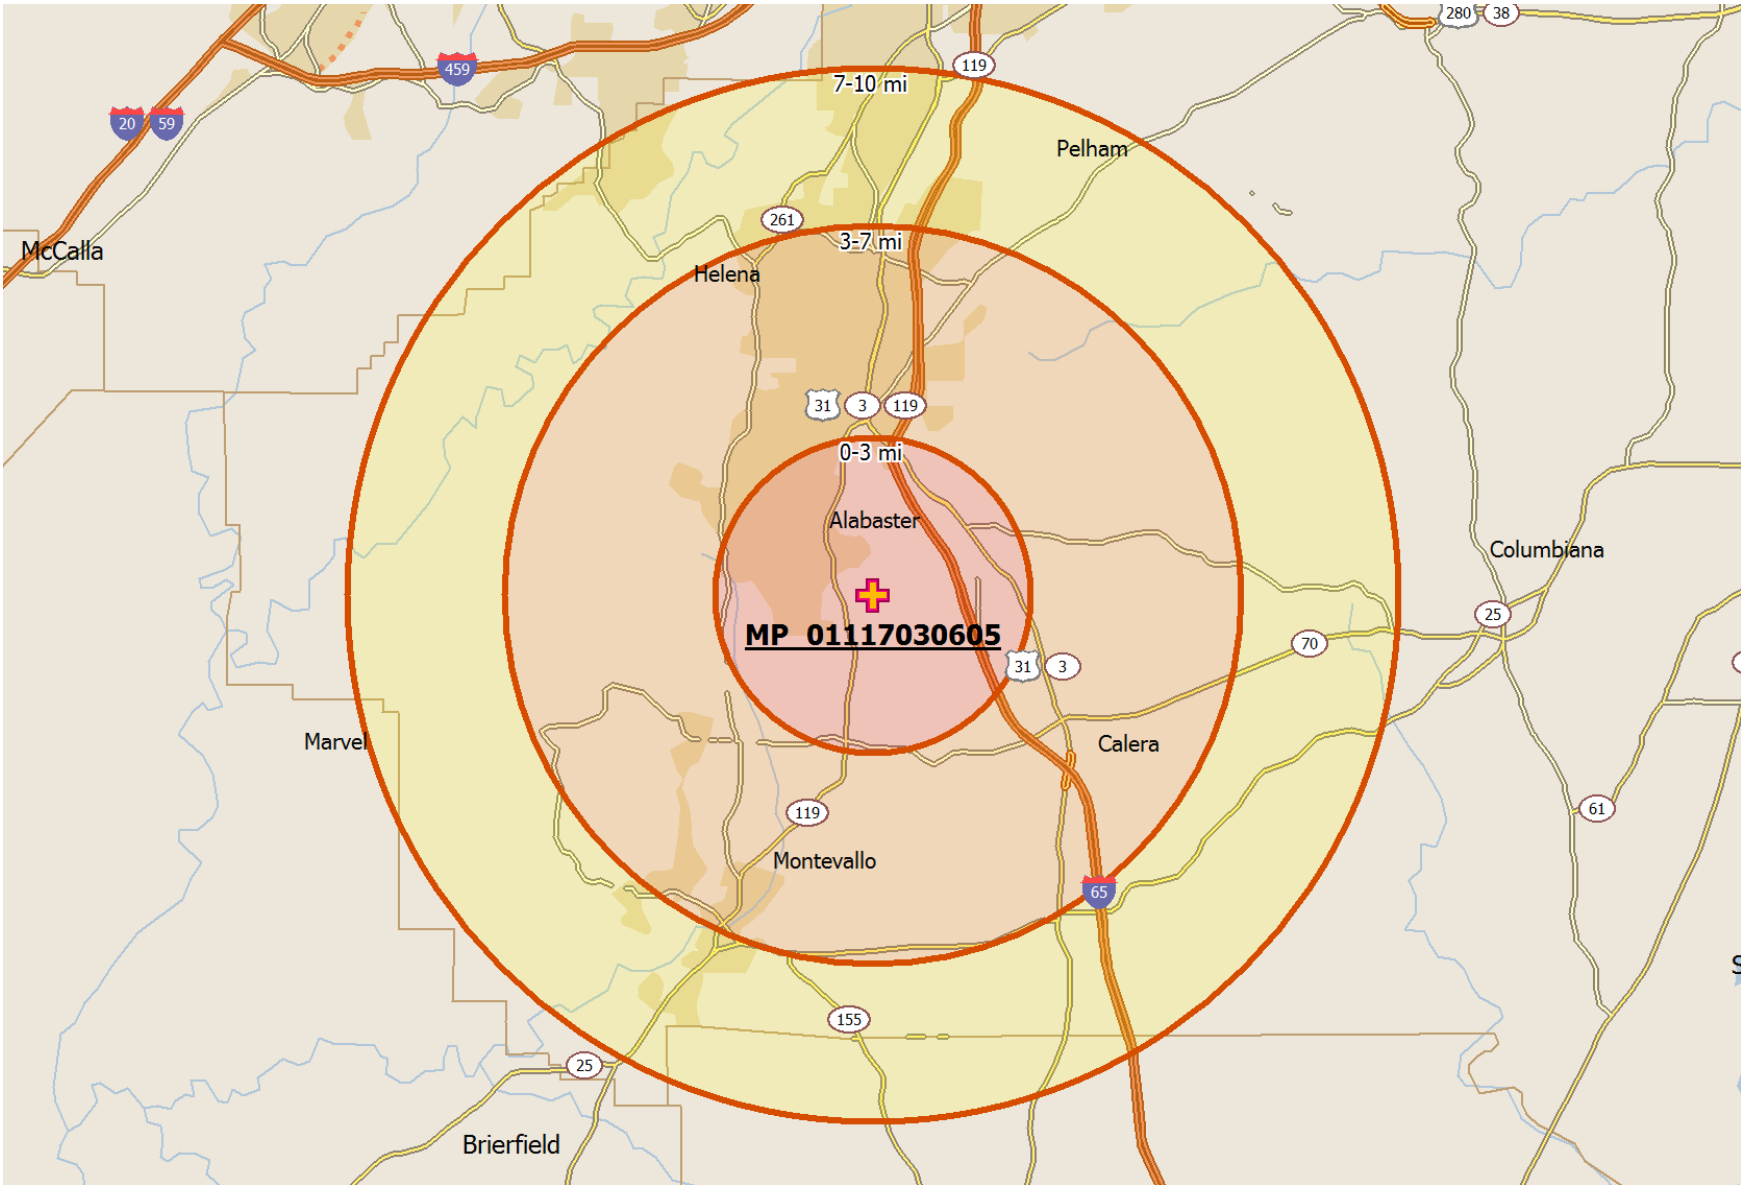 280 38
459
119
7-10 mi
20 59
Pelham
261
3-7 mi
McCalla
Helena
31 3 119
0-3 mi
Alabaster
Columbiana
25
MP 01117030605
70
31 3
Marvel
Calera
61
119
Montevallo
65
S
155
25
Brierfield